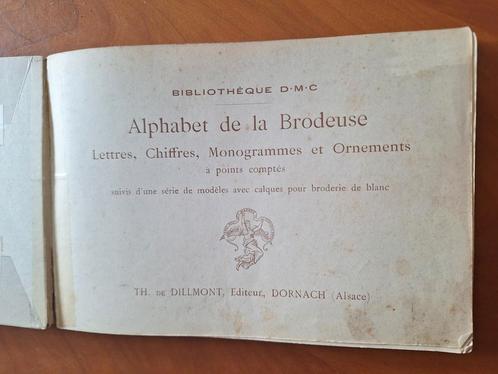 BIBLIOTHÈQUE D·M·C
Alphabet de la Brodeuse
Lettres, Chiffres, Monogrammes et Ornements
à points comptés
suivis d'une série de modèles avec calques pour broderie de blanc
TH. DE DILLMONT, Editeur, DORNACH (Alsace)